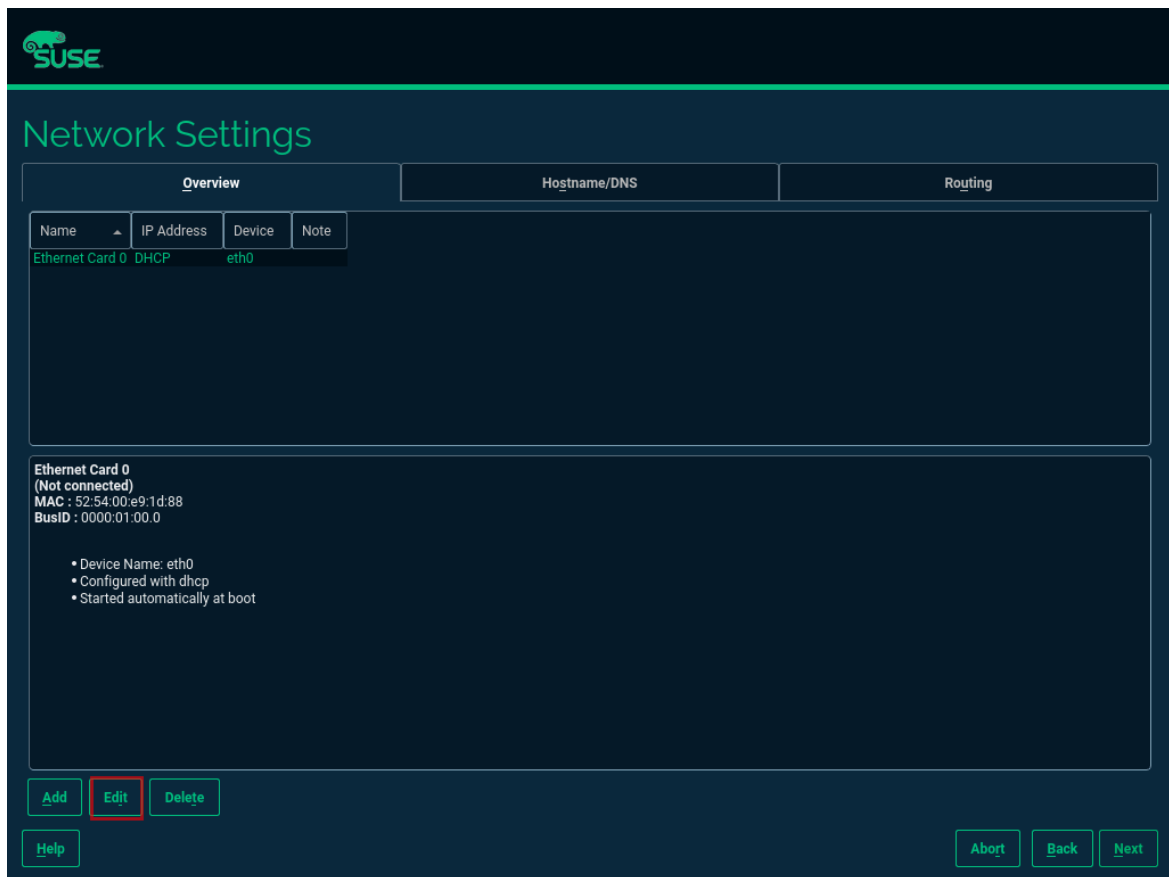 SUSE
Network Settings
Overview Hostname/DNS Routing
Name IP Address Device Note
Ethernet Card 0 DHCP eth0
Ethernet Card 0
(Not connected)
MAC : 52:54:00:e9:1d:88
BusID : 0000:01:00.0
• Device Name: eth0
• Configured with dhcp
• Started automatically at boot
Add Edit Delete
Help Abort Back Next